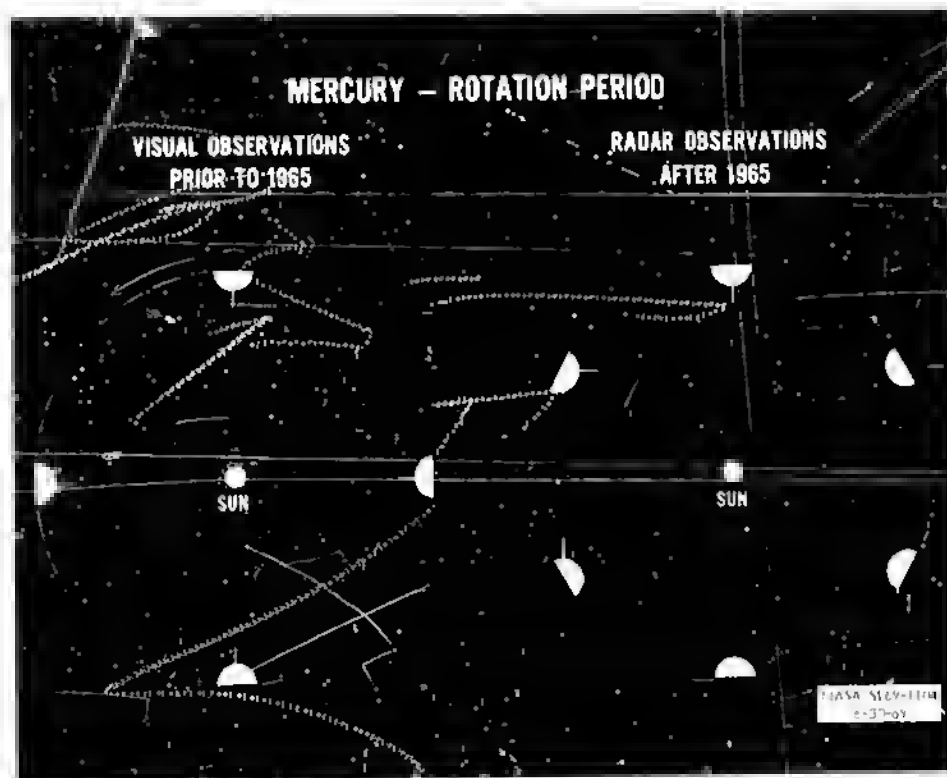 MERCURY – ROTATION PERIOD
VISUAL OBSERVATIONS
PRIOR TO 1965
RADAR OBSERVATIONS
AFTER 1965
SUN
SUN
NASA